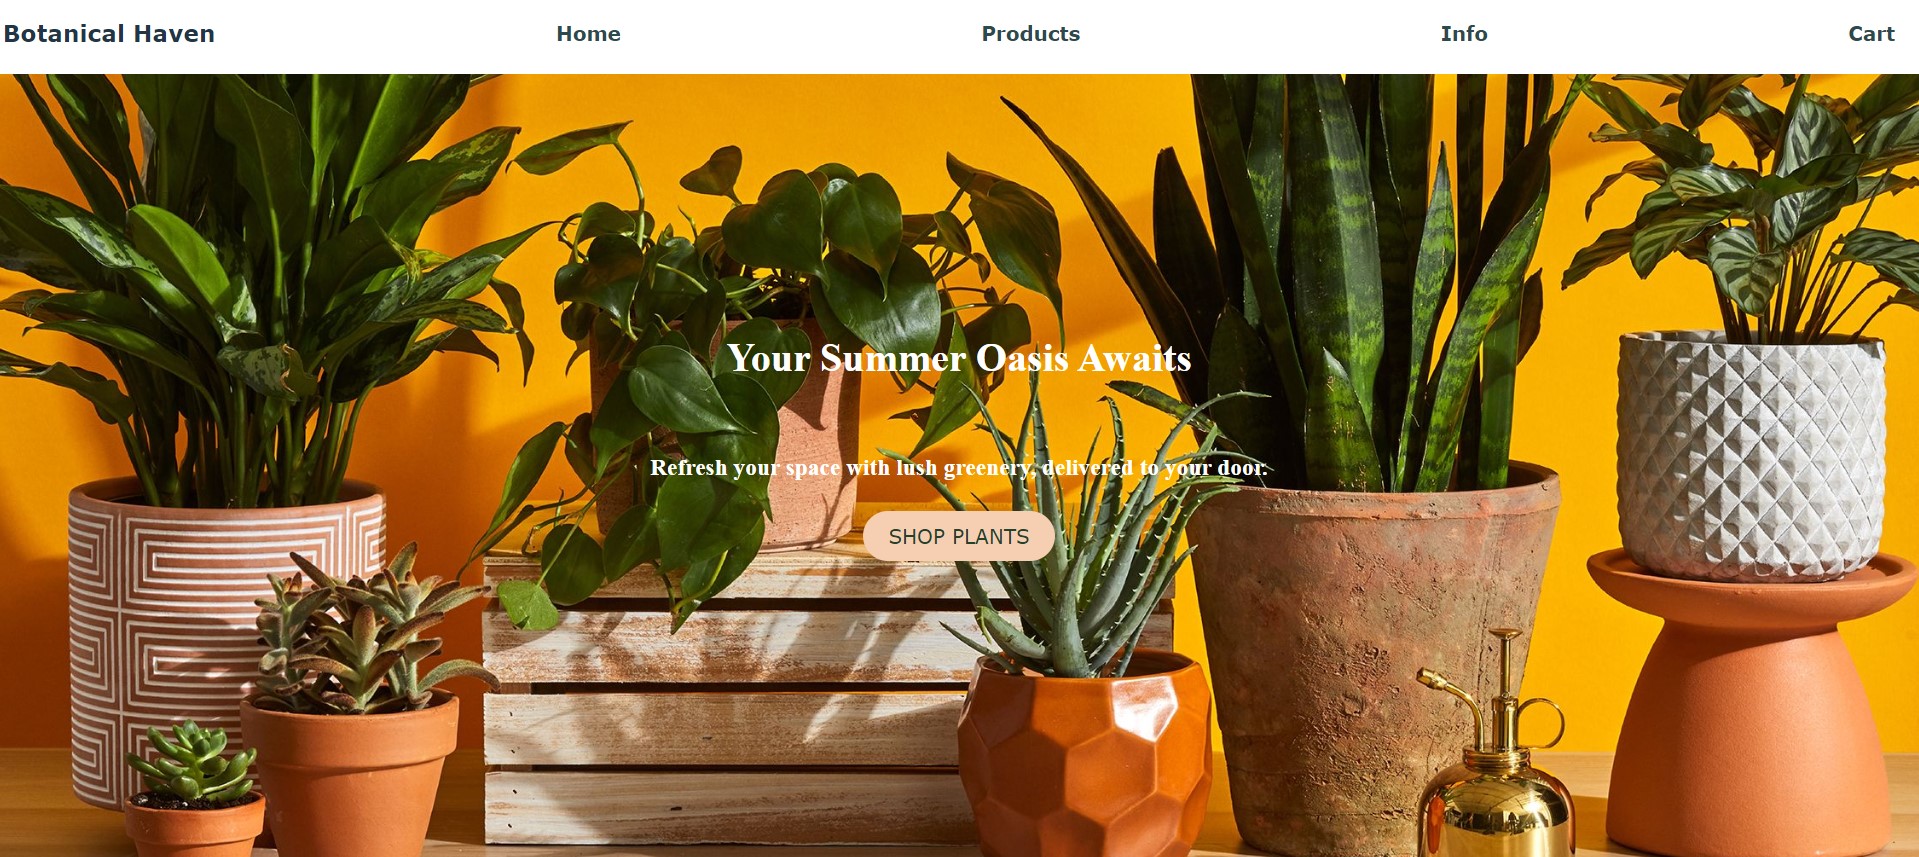 Botanical Haven Home Products Info Cart
Your Summer Oasis Awaits
Refresh your space with lush greenery, delivered to your door.
SHOP PLANTS